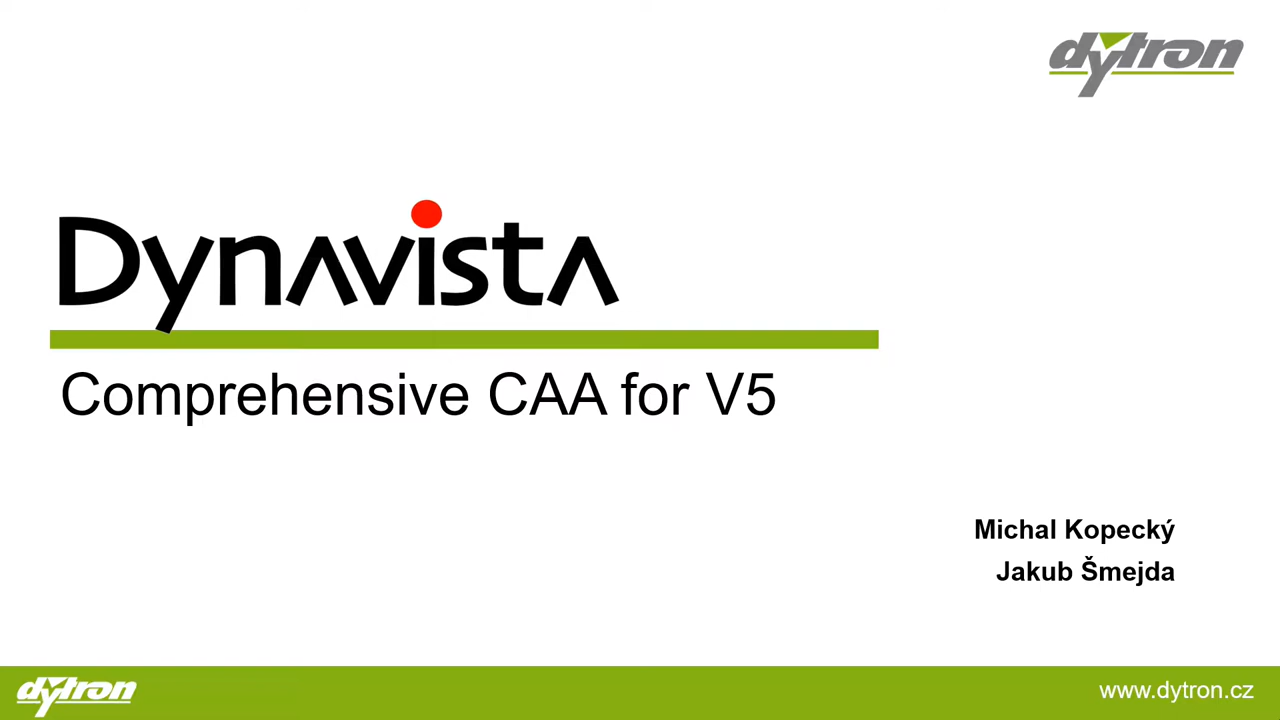 dytron
Dynavista
Comprehensive CAA for V5
Michal Kopecký
Jakub Šmejda
dytron
www.dytron.cz